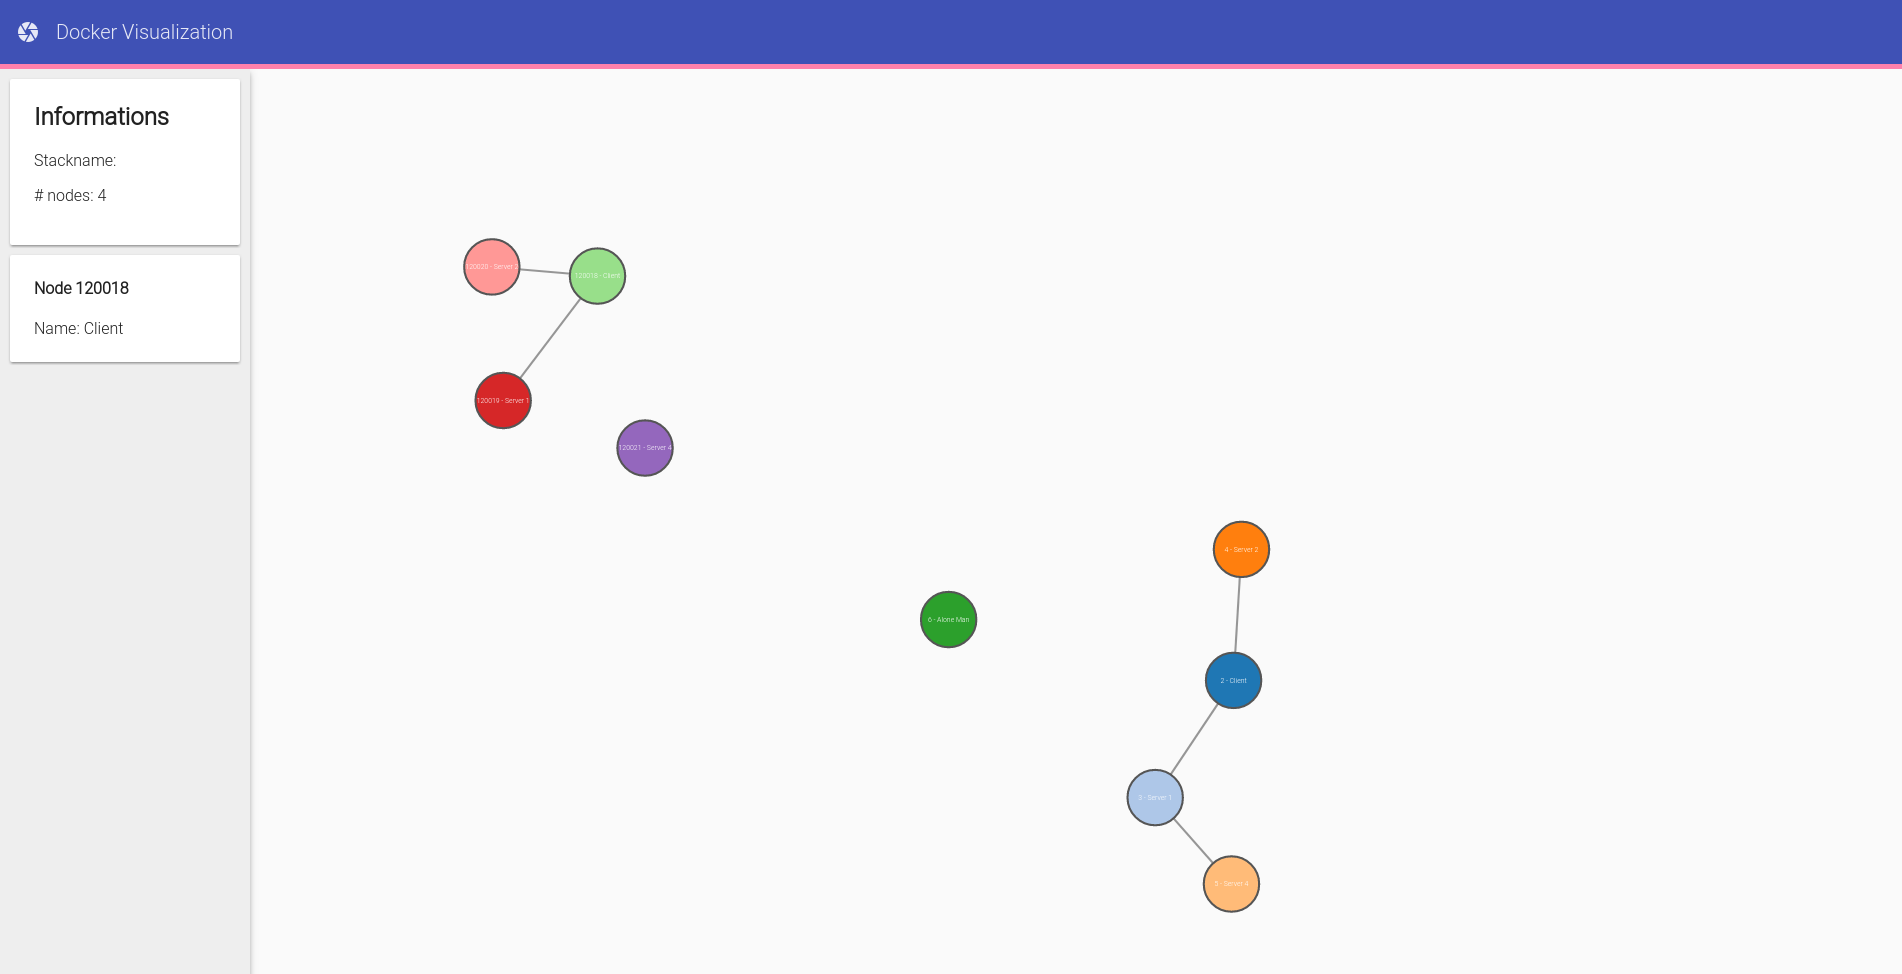 Docker Visualization
Informations
Stackname:
# nodes: 4
Node 120018
Name: Client
120020 - Server 2
120018 - Client
120019 - Server 1
120021 - Server 4
4 - Server 2
6 - Alone Man
2 - Client
3 - Server 1
5 - Server